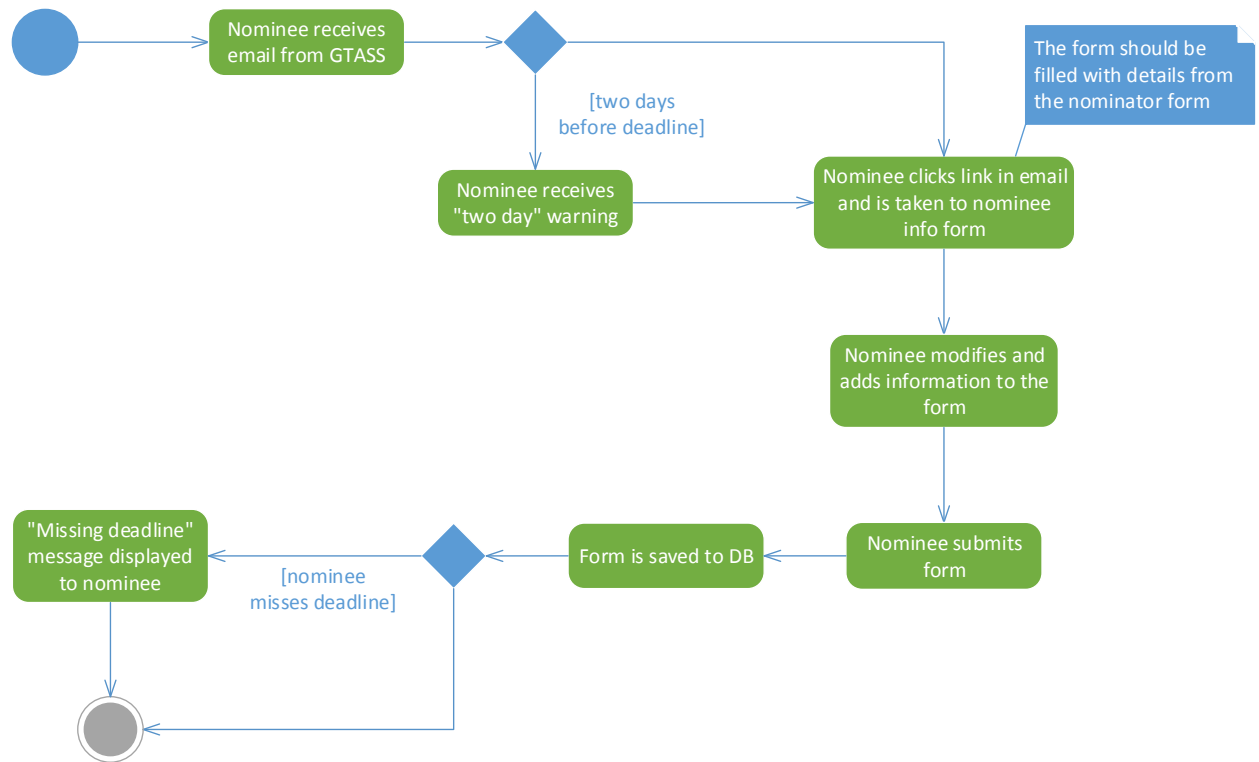 Nominee receives
email from GTASS
The form should be
filled with details from
the nominator form
[two days
before deadline]
Nominee receives
"two day" warning
Nominee clicks link in email
and is taken to nominee
info form
Nominee modifies and
adds information to the
form
"Missing deadline"
message displayed
to nominee
[nominee
misses deadline]
Form is saved to DB
Nominee submits
form